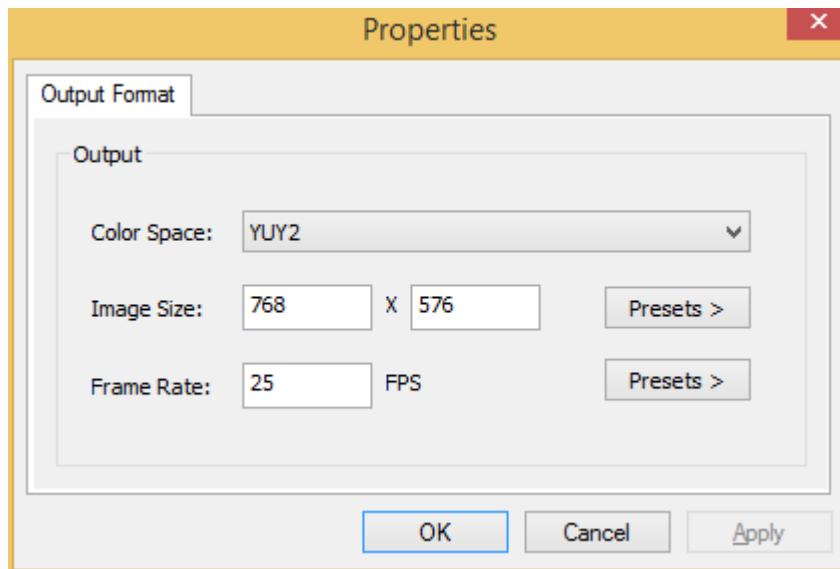 Properties
Output Format
Output
Color Space: YUY2
Image Size: 768 X 576 Presets >
Frame Rate: 25 FPS Presets >
OK Cancel Apply